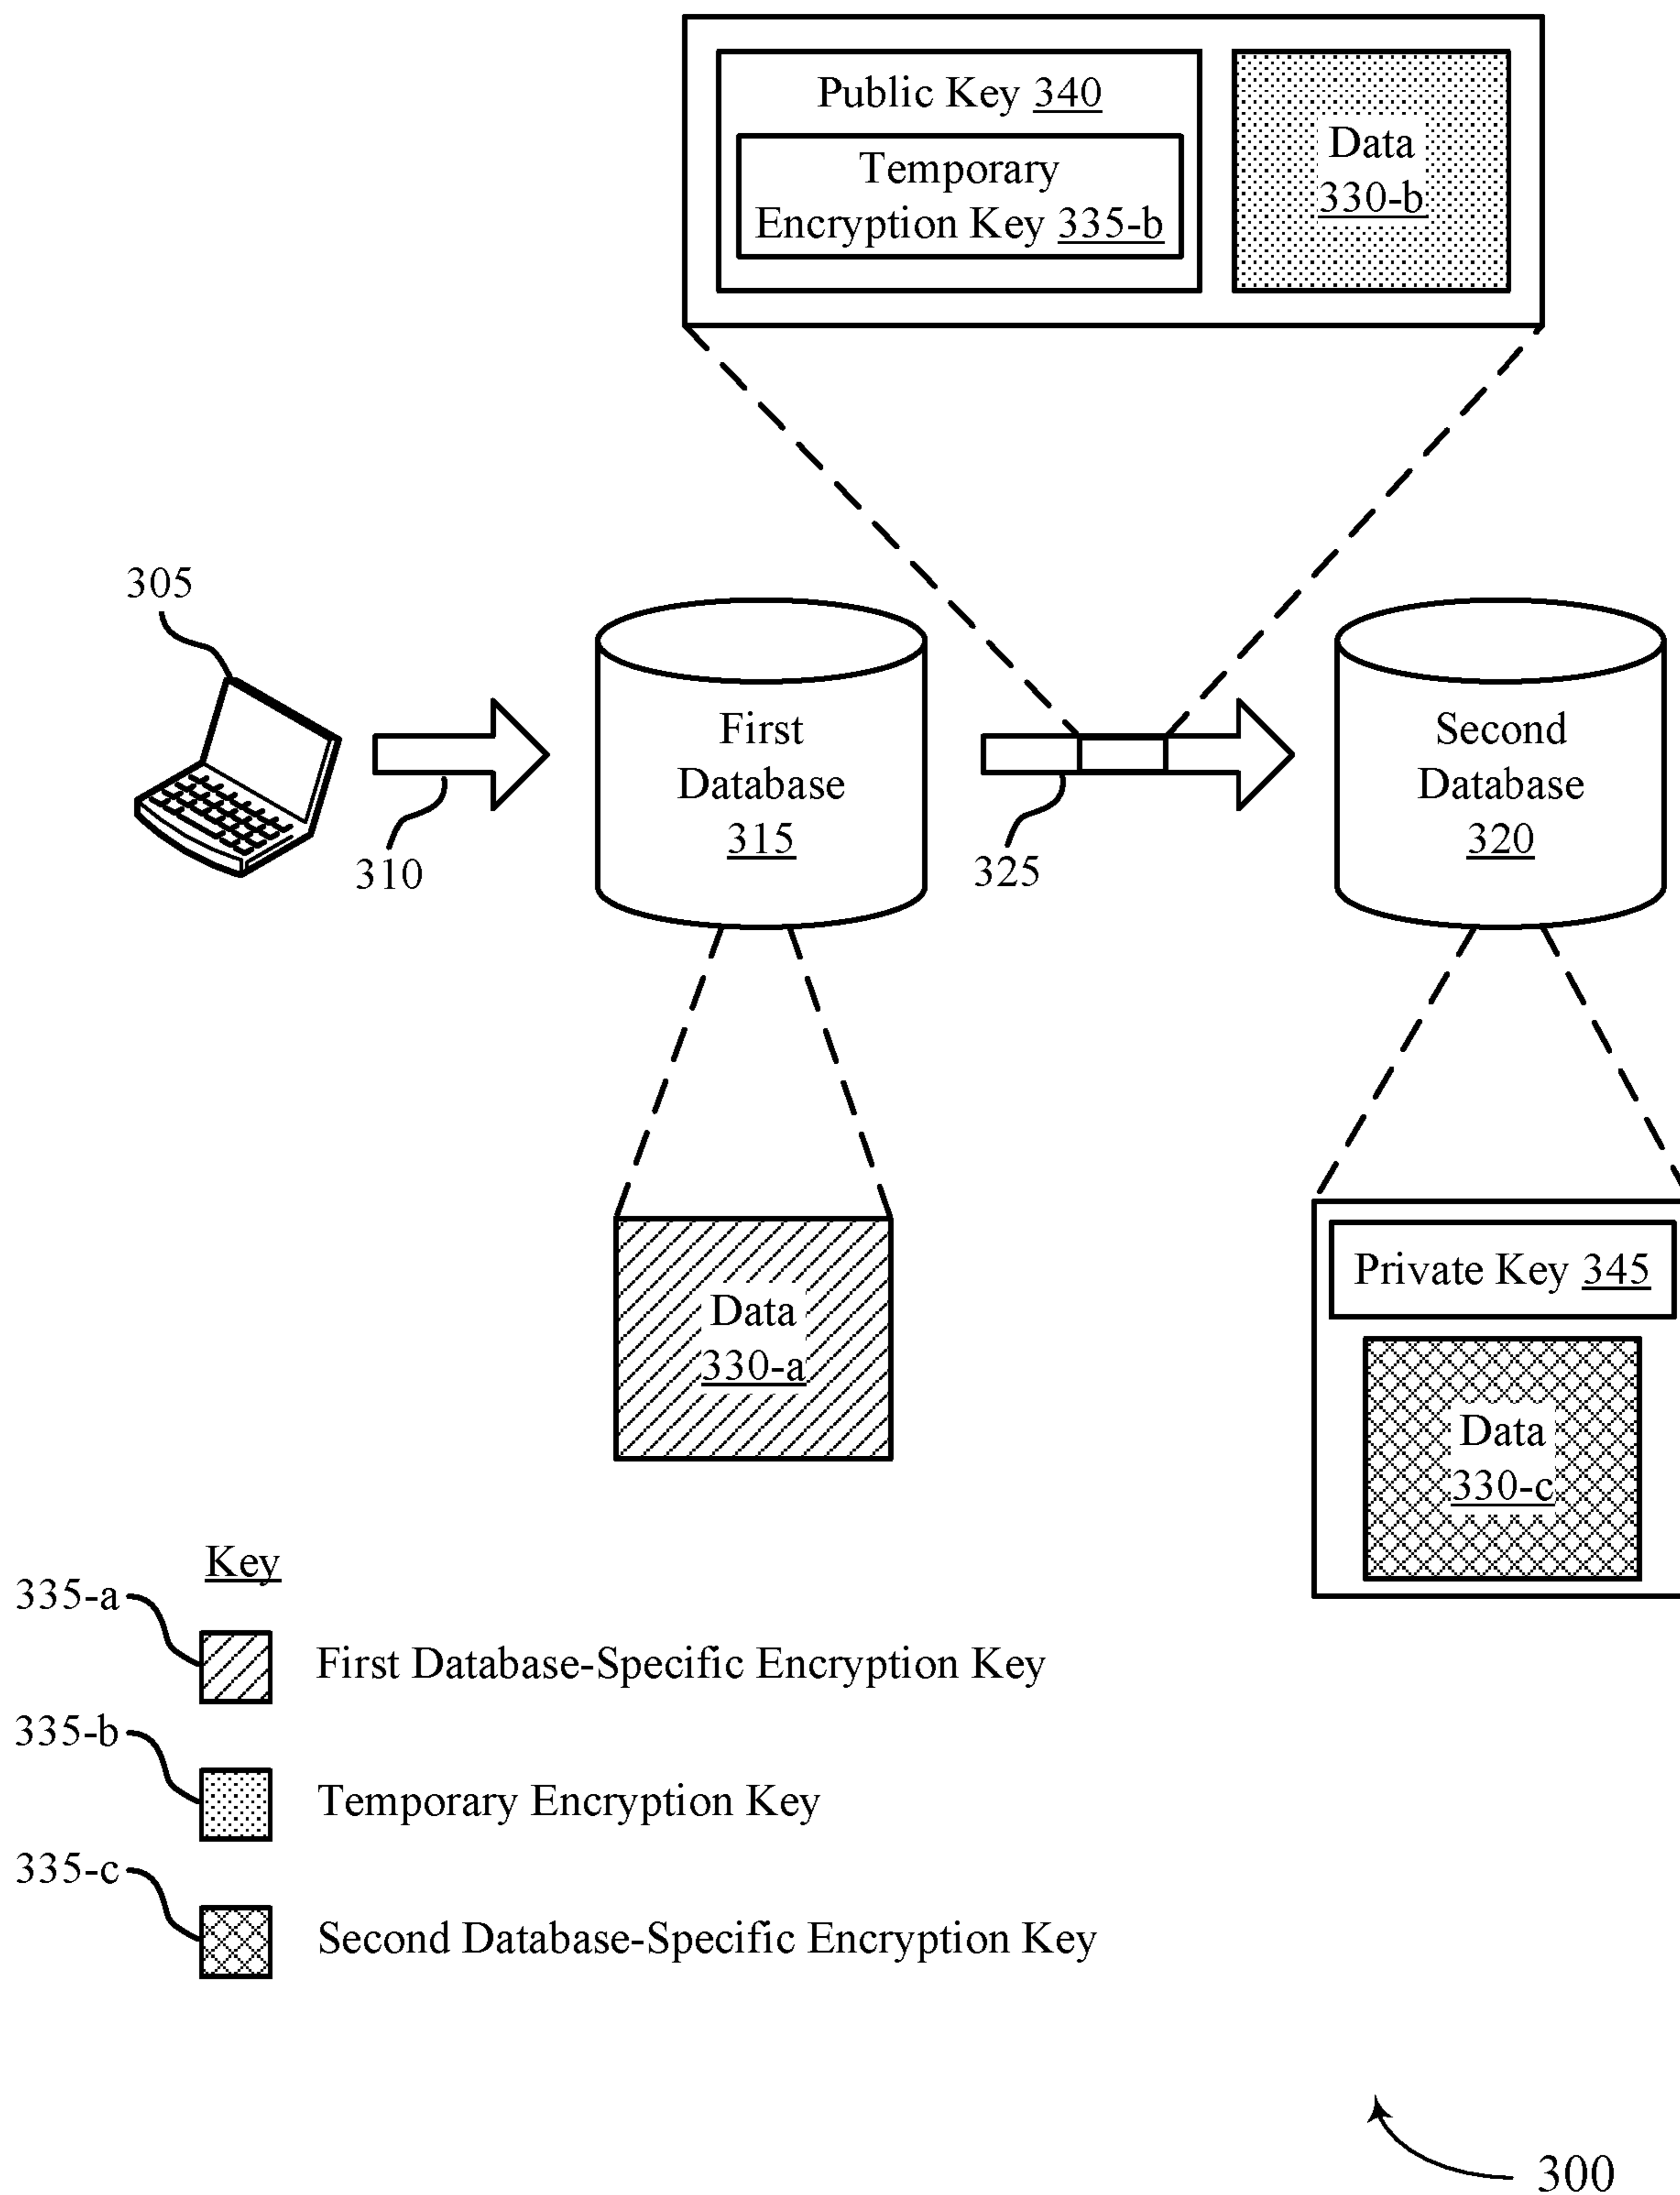 Public Key 340
Temporary
Encryption Key 335-b
Data
330-b
305
310
First
Database
315
325
Second
Database
320
Data
330-a
Private Key 345
Data
330-c
Key
335-a
First Database-Specific Encryption Key
335-b
Temporary Encryption Key
335-c
Second Database-Specific Encryption Key
300